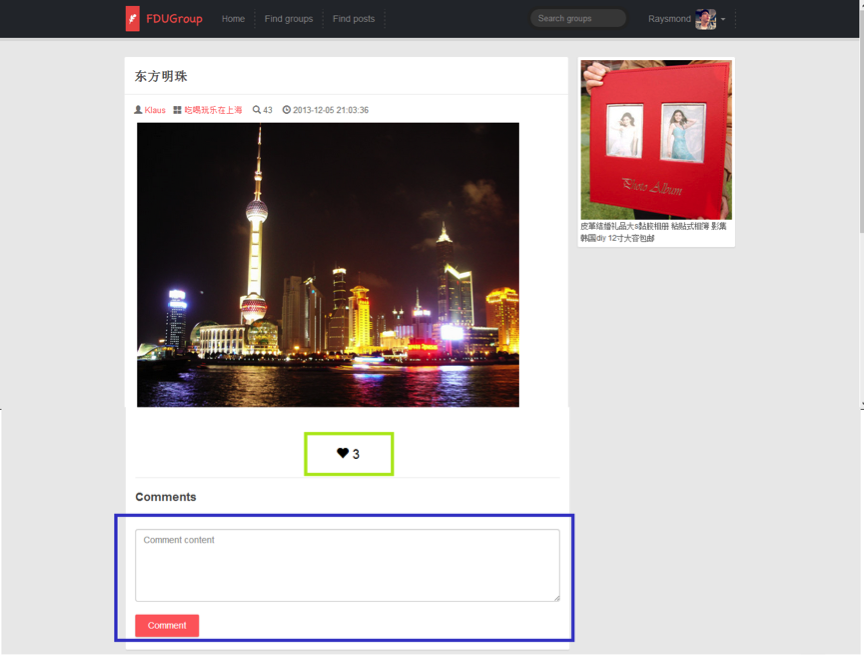 FDUGroup Home Find groups Find posts Search groups Raysmond
东方明珠
Klaus 吃喝玩乐在上海 43 2013-12-05 21:03:36
Photo Album
皮革结婚礼品大s黏胶相册 粘贴式相簿 影集
韩国diy 12寸大容包邮
3
Comments
Comment content
Comment